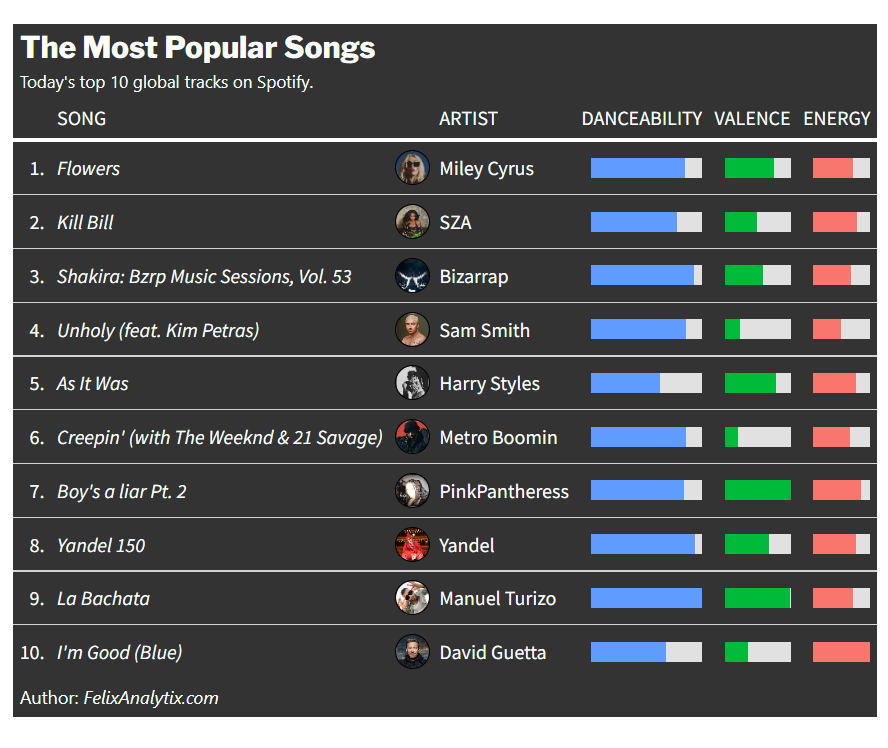 The Most Popular Songs
Today's top 10 global tracks on Spotify.
SONG ARTIST DANCEABILITY VALENCE ENERGY
1. Flowers Miley Cyrus
2. Kill Bill SZA
3. Shakira: Bzrp Music Sessions, Vol. 53 Bizarrap
4. Unholy (feat. Kim Petras) Sam Smith
5. As It Was Harry Styles
6. Creepin' (with The Weeknd & 21 Savage) Metro Boomin
7. Boy's a liar Pt. 2 PinkPantheress
8. Yandel 150 Yandel
9. La Bachata Manuel Turizo
10. I'm Good (Blue) David Guetta
Author: FelixAnalytix.com